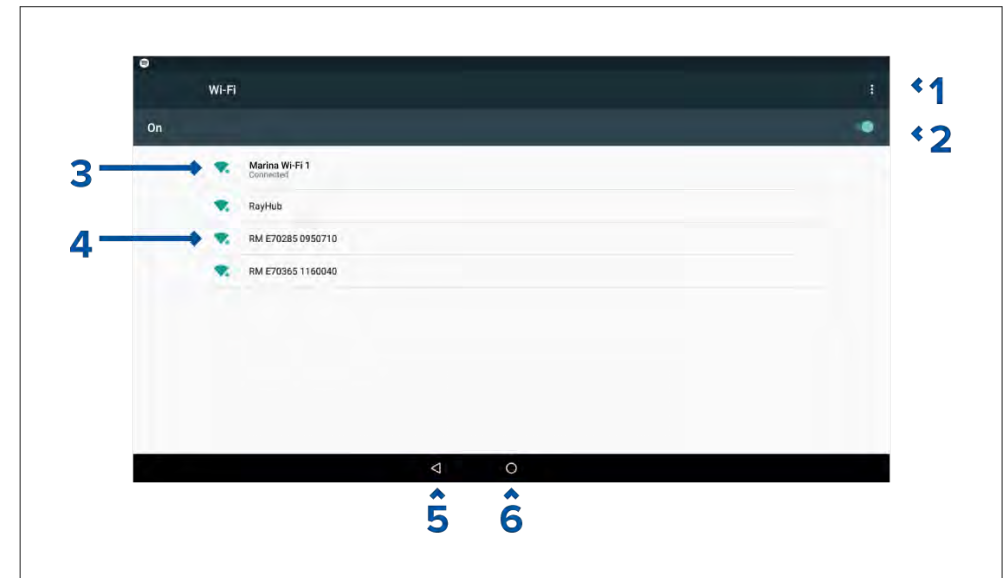 Wi-Fi
1
On
2
3
Marina Wi-Fi 1
Connected
RayHub
4
RM E70285 0950710
RM E70365 1160040
5
6